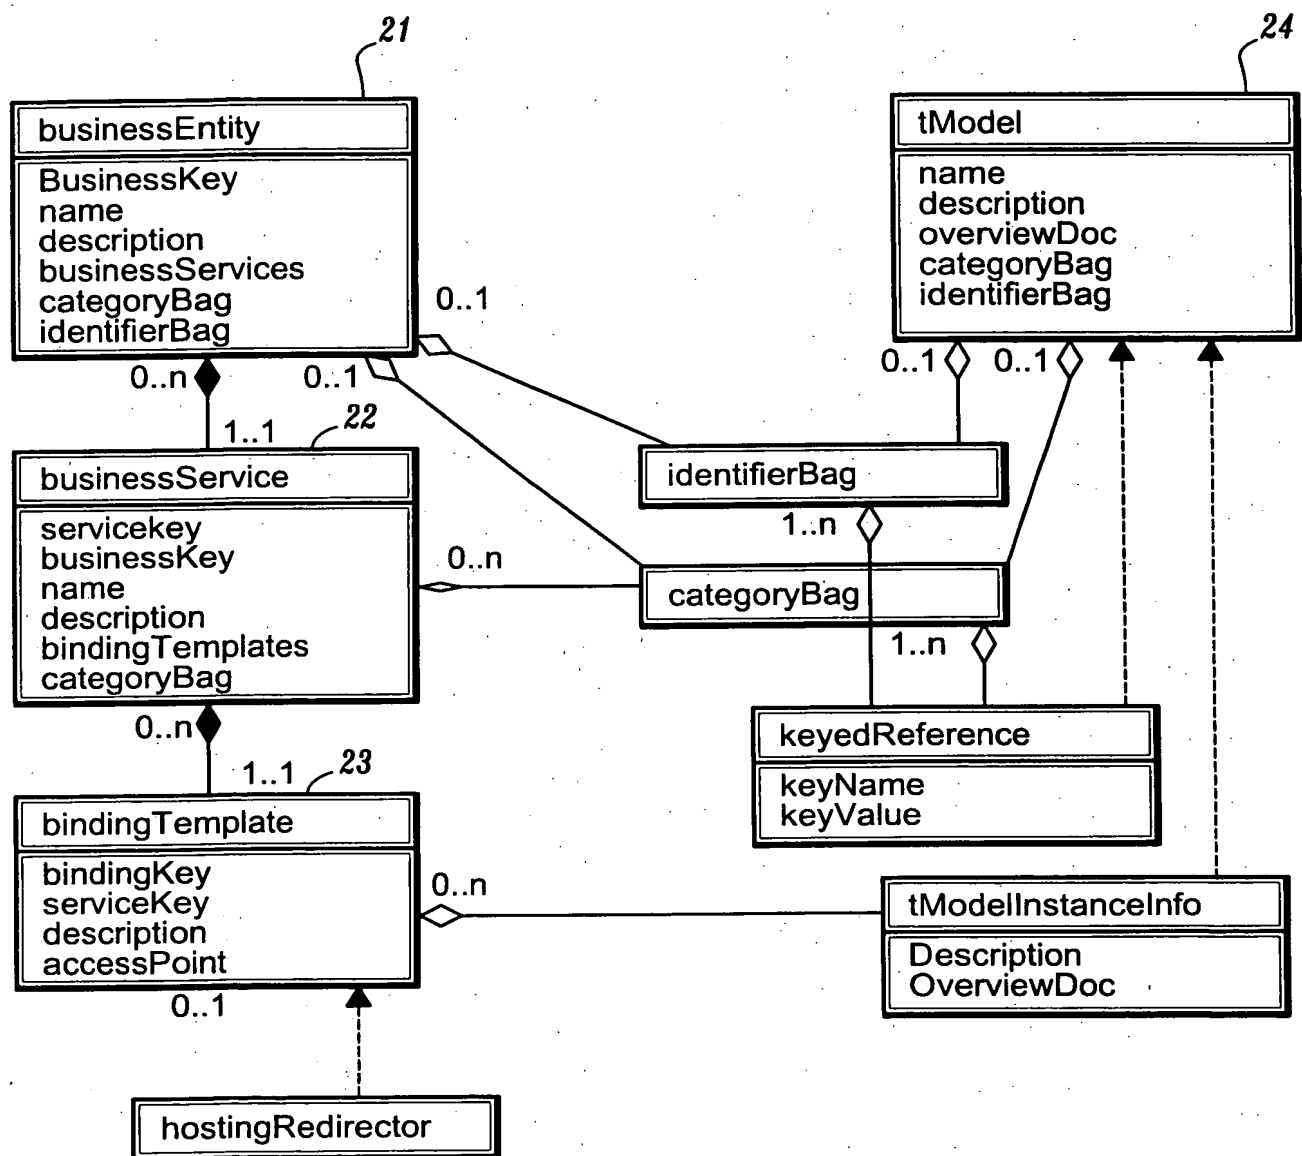 21
24
businessEntity
BusinessKey
name
description
businessServices
categoryBag
identifierBag
tModel
name
description
overviewDoc
categoryBag
identifierBag
0..1
0..n
0..1
0..1
0..1
1..1
22
businessService
servicekey
businessKey
name
description
bindingTemplates
categoryBag
identifierBag
1..n
0..n
categoryBag
1..n
0..n
1..1
23
keyedReference
keyName
keyValue
bindingTemplate
bindingKey
serviceKey
description
accessPoint
0..n
tModelInstanceInfo
Description
OverviewDoc
0..1
hostingRedirector